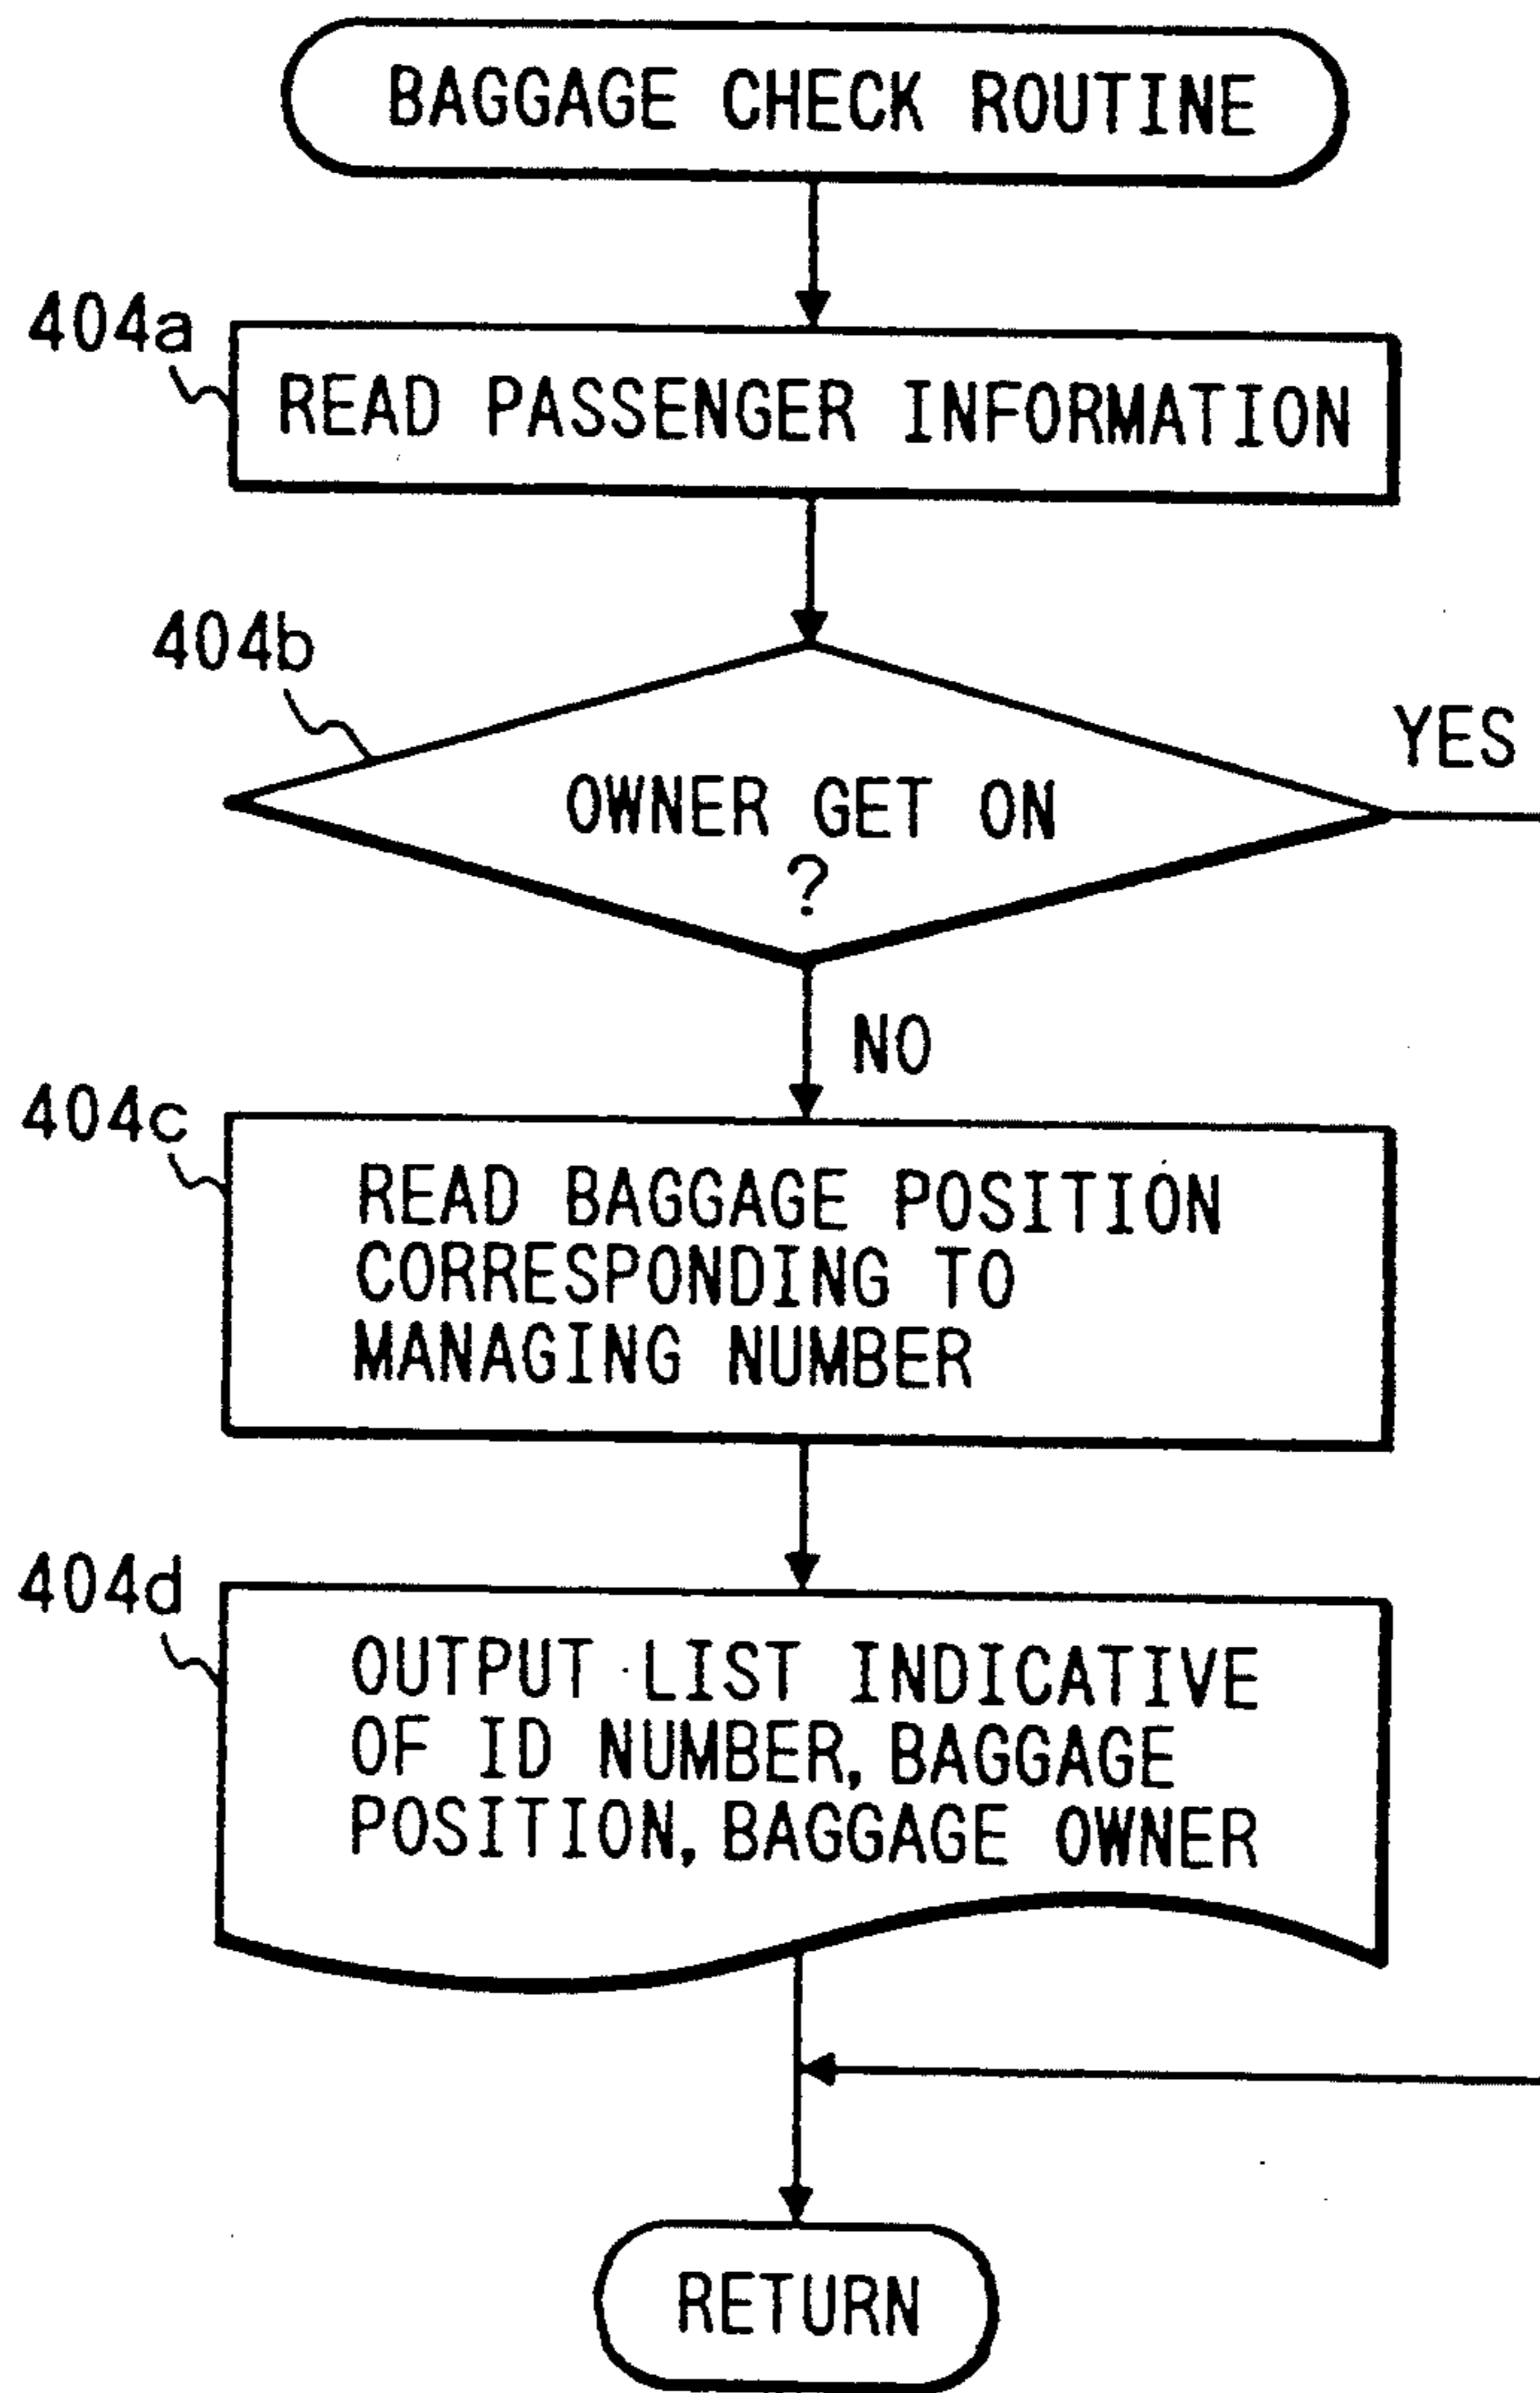 BAGGAGE CHECK ROUTINE
404a
READ PASSENGER INFORMATION
404b
YES
OWNER GET ON
?
NO
404c
READ BAGGAGE POSITION
CORRESPONDING TO
MANAGING NUMBER
404d
OUTPUT LIST INDICATIVE
OF ID NUMBER, BAGGAGE
POSITION, BAGGAGE OWNER
RETURN